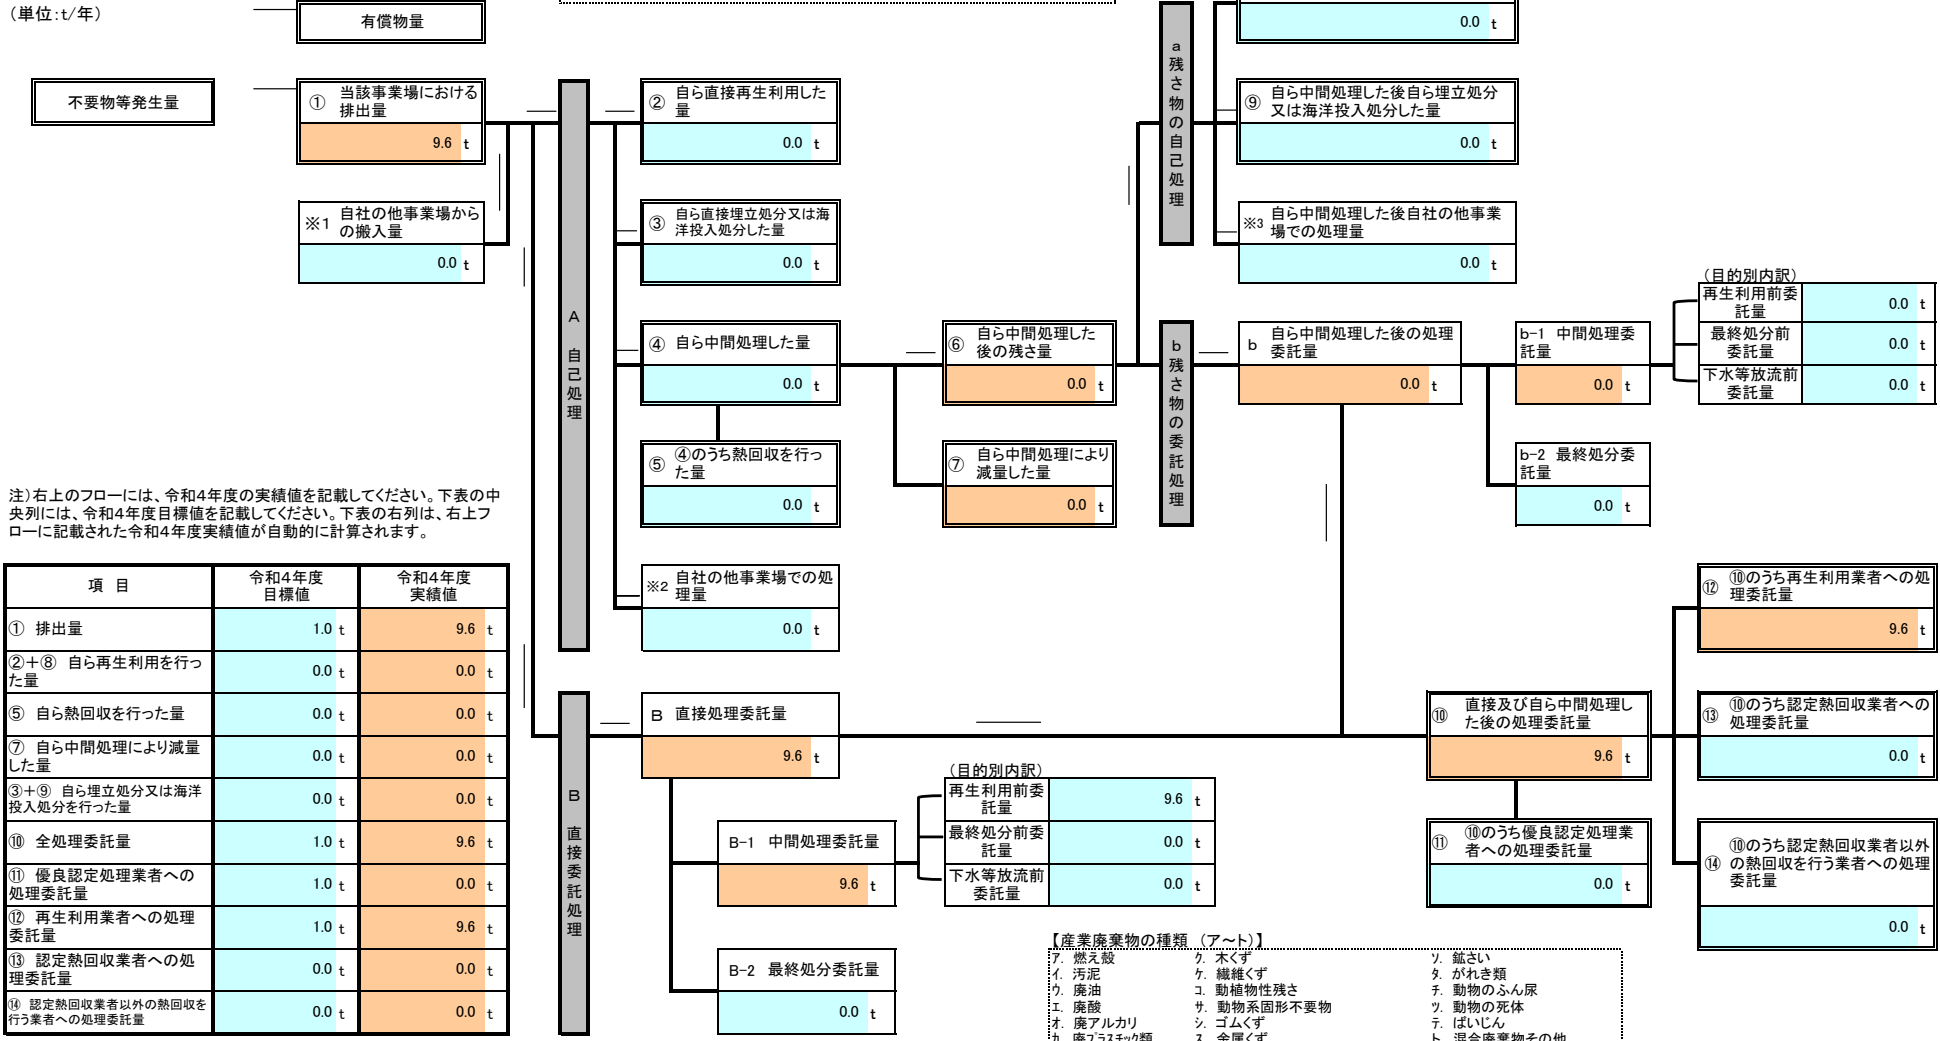 （単位：t/年）
有償物量
0.0 t
不要物等発生量
① 当該事業場における
排出量
9.6 t
※1 自社の他事業場から
の搬入量
0.0 t
A 自己処理
② 自ら直接再生利用した
量
0.0 t
③ 自ら直接埋立処分又は海
洋投入処分した量
0.0 t
④ 自ら中間処理した量
0.0 t
⑤ ④のうち熱回収を行っ
た量
0.0 t
※2 自社の他事業場での処
理量
0.0 t
⑥ 自ら中間処理した
後の残さ量
0.0 t
⑦ 自ら中間処理により
減量した量
0.0 t
a 残さ物の自己処理
⑨ 自ら中間処理した後自ら埋立処分
又は海洋投入処分した量
0.0 t
※3 自ら中間処理した後自社の他事業
場での処理量
0.0 t
b 残さ物の委託処理
b 自ら中間処理した後の処理
委託量
0.0 t
b-1 中間処理委
託量
0.0 t
b-2 最終処分委
託量
0.0 t
（目的別内訳）
再生利用前委
託量
0.0 t
最終処分前
委託量
0.0 t
下水等放流前
委託量
0.0 t
注）右上のフローには、令和４年度の実績値を記載してください。下表の中
央列には、令和４年度目標値を記載してください。下表の右列は、右上フ
ローに記載された令和４年度実績値が自動的に計算されます。
項 目
令和４年度
目標値
令和４年度
実績値
① 排出量 1.0 t 9.6 t
②＋⑧ 自ら再生利用を行っ
た量 0.0 t 0.0 t
⑤ 自ら熱回収を行った量 0.0 t 0.0 t
⑦ 自ら中間処理により減量
した量 0.0 t 0.0 t
③＋⑨ 自ら埋立処分又は海洋
投入処分を行った量 0.0 t 0.0 t
⑩ 全処理委託量 1.0 t 9.6 t
⑪ 優良認定処理業者への
処理委託量 1.0 t 0.0 t
⑫ 再生利用業者への処理
委託量 1.0 t 9.6 t
⑬ 認定熱回収業者への処
理委託量 0.0 t 0.0 t
⑭ 認定熱回収業者以外の熱回収を
行う業者への処理委託量 0.0 t 0.0 t
B 直接委託処理
B 直接処理委託量
9.6 t
B-1 中間処理委託量
9.6 t
B-2 最終処分委託量
0.0 t
（目的別内訳）
再生利用前委
託量
9.6 t
最終処分前委
託量
0.0 t
下水等放流前
委託量
0.0 t
⑩ 直接及び自ら中間処理し
た後の処理委託量
9.6 t
⑪ ⑩のうち優良認定処理業
者への処理委託量
0.0 t
⑫ ⑩のうち再生利用業者への処
理委託量
9.6 t
⑬ ⑩のうち認定熱回収業者への
処理委託量
0.0 t
⑭ ⑩のうち認定熱回収業者以外
の熱回収を行う業者への処理
委託量
0.0 t
【産業廃棄物の種類 （ア～ト）】
ア. 燃え殻 ク. 木くず ソ. 鉱さい
イ. 汚泥 ケ. 繊維くず タ. がれき類
ウ. 廃油 コ. 動植物性残さ チ. 動物のふん尿
エ. 廃酸 サ. 動物系固形不要物 ツ. 動物の死体
オ. 廃アルカリ シ. ゴムくず テ. ばいじん
カ. 廃プラスチック類 ス. 金属くず ト. 混合廃棄物その他